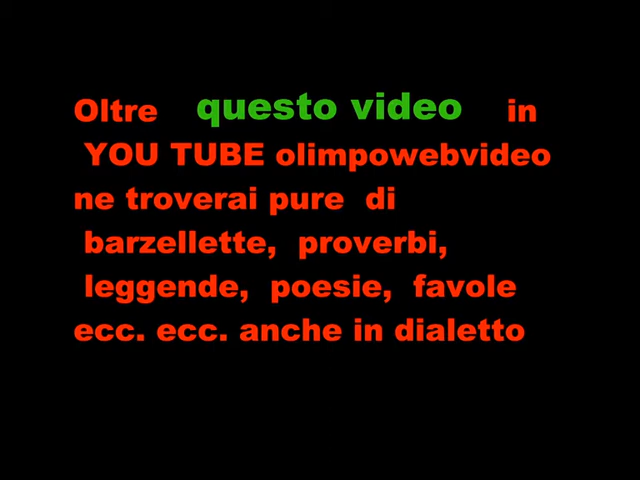 Oltre questo video in
YOU TUBE olimpowebvideo
ne troverai pure di
barzellette, proverbi,
leggende, poesie, favole
ecc. ecc. anche in dialetto